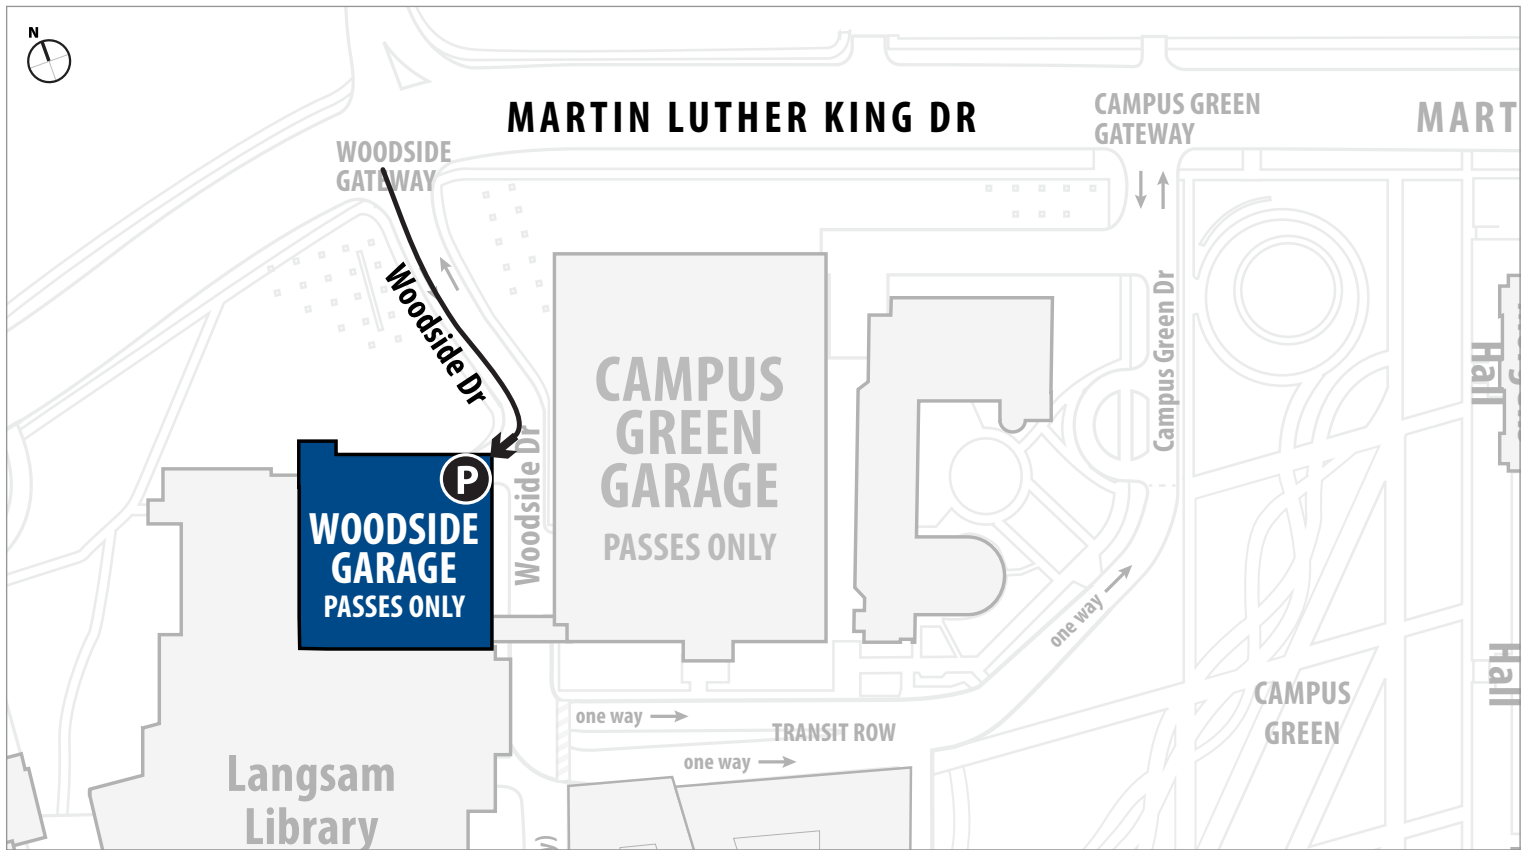 N
MARTIN LUTHER KING DR
CAMPUS GREEN
GATEWAY
MART
WOODSIDE
GATEWAY
Woodside Dr
Campus Green Dr
CAMPUS
GREEN
GARAGE
PASSES ONLY
Hall
P
Woodside Dr
WOODSIDE
GARAGE
PASSES ONLY
one way
Hall
CAMPUS
GREEN
one way
TRANSIT ROW
one way
Langsam
Library